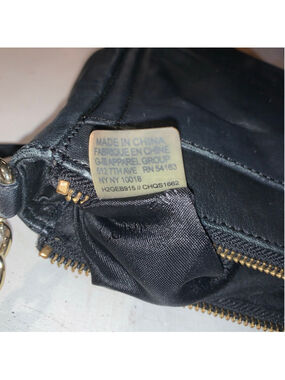 MADE IN CHINA
FABRIQUE EN CHINE
G-III APPAREL GROUP
512 7TH AVE RN 54163
NY NY 10018
H2GEB915 // CHQS1662